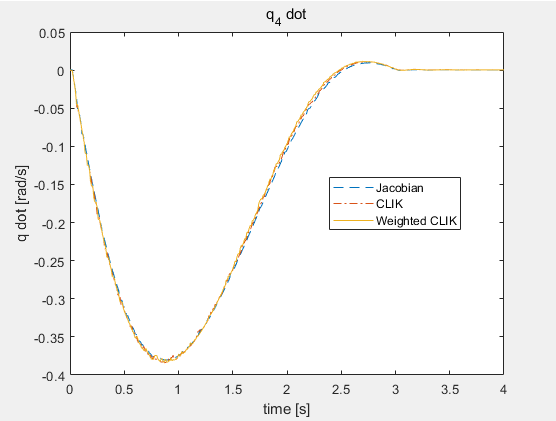 q4 dot
0.05
0
-0.05
-0.1
-0.15
-0.2
-0.25
-0.3
-0.35
-0.4
q dot [rad/s]
Jacobian
CLIK
Weighted CLIK
0 0.5 1 1.5 2 2.5 3 3.5 4
time [s]